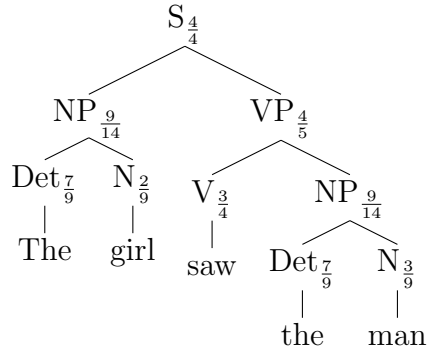 S 4/4
NP 9/14 VP 4/5
Det 7/9 N 2/9 V 3/4 NP 9/14
The girl saw Det 7/9 N 3/9
the man